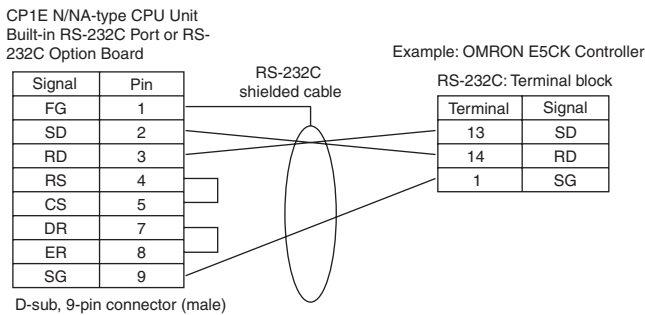 CP1E N/NA-type CPU Unit
Built-in RS-232C Port or RS-
232C Option Board
Example: OMRON E5CK Controller
RS-232C
shielded cable
RS-232C: Terminal block
Signal Pin
FG 1
SD 2
RD 3
RS 4
CS 5
DR 7
ER 8
SG 9
Terminal Signal
13 SD
14 RD
1 SG
D-sub, 9-pin connector (male)